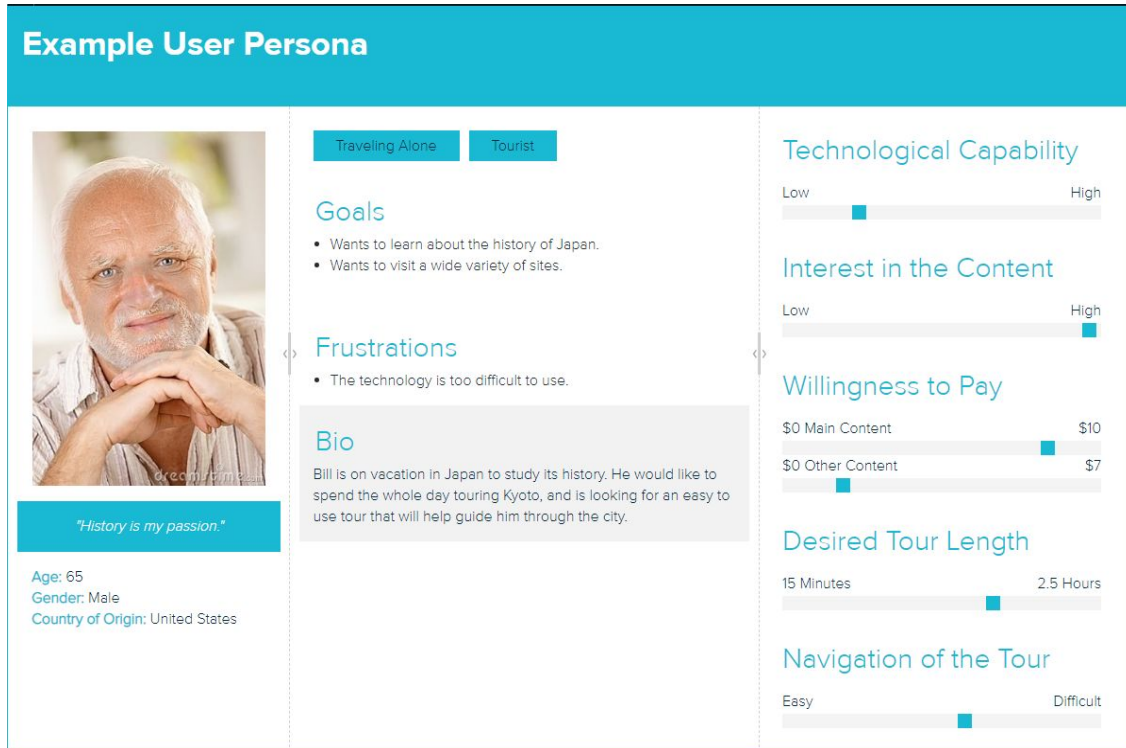 Example User Persona
"History is my passion."
Age: 65
Gender: Male
Country of Origin: United States
Traveling Alone
Tourist
Goals
• Wants to learn about the history of Japan.
• Wants to visit a wide variety of sites.
Frustrations
• The technology is too difficult to use.
Bio
Bill is on vacation in Japan to study its history. He would like to
spend the whole day touring Kyoto, and is looking for an easy to
use tour that will help guide him through the city.
Technological Capability
Low High
Interest in the Content
Low High
Willingness to Pay
$0 Main Content $10
$0 Other Content $7
Desired Tour Length
15 Minutes 2.5 Hours
Navigation of the Tour
Easy Difficult